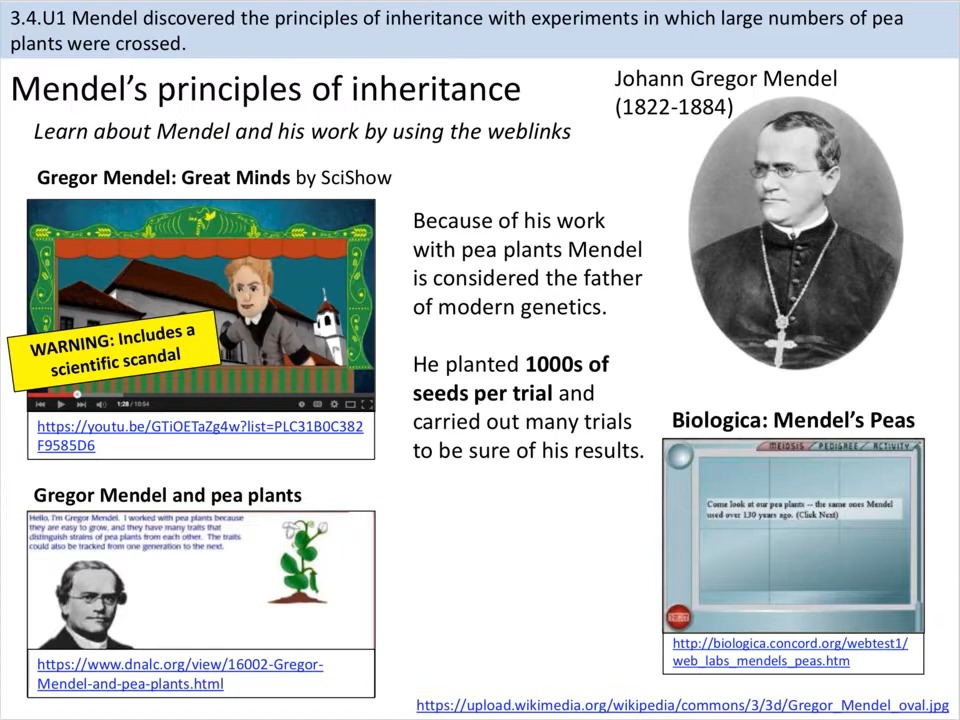 3.4.U1 Mendel discovered the principles of inheritance with experiments in which large numbers of pea
plants were crossed.
Mendel’s principles of inheritance
Johann Gregor Mendel
(1822-1884)
Learn about Mendel and his work by using the weblinks
Gregor Mendel: Great Minds by SciShow
WARNING: Includes a
scientific scandal
1:28 / 10:54
https://youtu.be/GTiOETaZg4w?list=PLC31B0C382
F9585D6
Because of his work
with pea plants Mendel
is considered the father
of modern genetics.
He planted 1000s of
seeds per trial and
carried out many trials
to be sure of his results.
Gregor Mendel and pea plants
Hello, I'm Gregor Mendel. I worked with pea plants because
they are easy to grow, and they have many traits that
distinguish strains of pea plants from each other. The traits
could also be tracked from one generation to the next.
https://www.dnalc.org/view/16002-Gregor-
Mendel-and-pea-plants.html
Biologica: Mendel’s Peas
MEIOSIS / PEDIGREE / ACTIVITY
Come look at our pea plants -- the same ones Mendel
used over 130 years ago. (Click Next)
http://biologica.concord.org/webtest1/
web_labs_mendels_peas.htm
https://upload.wikimedia.org/wikipedia/commons/3/3d/Gregor_Mendel_oval.jpg